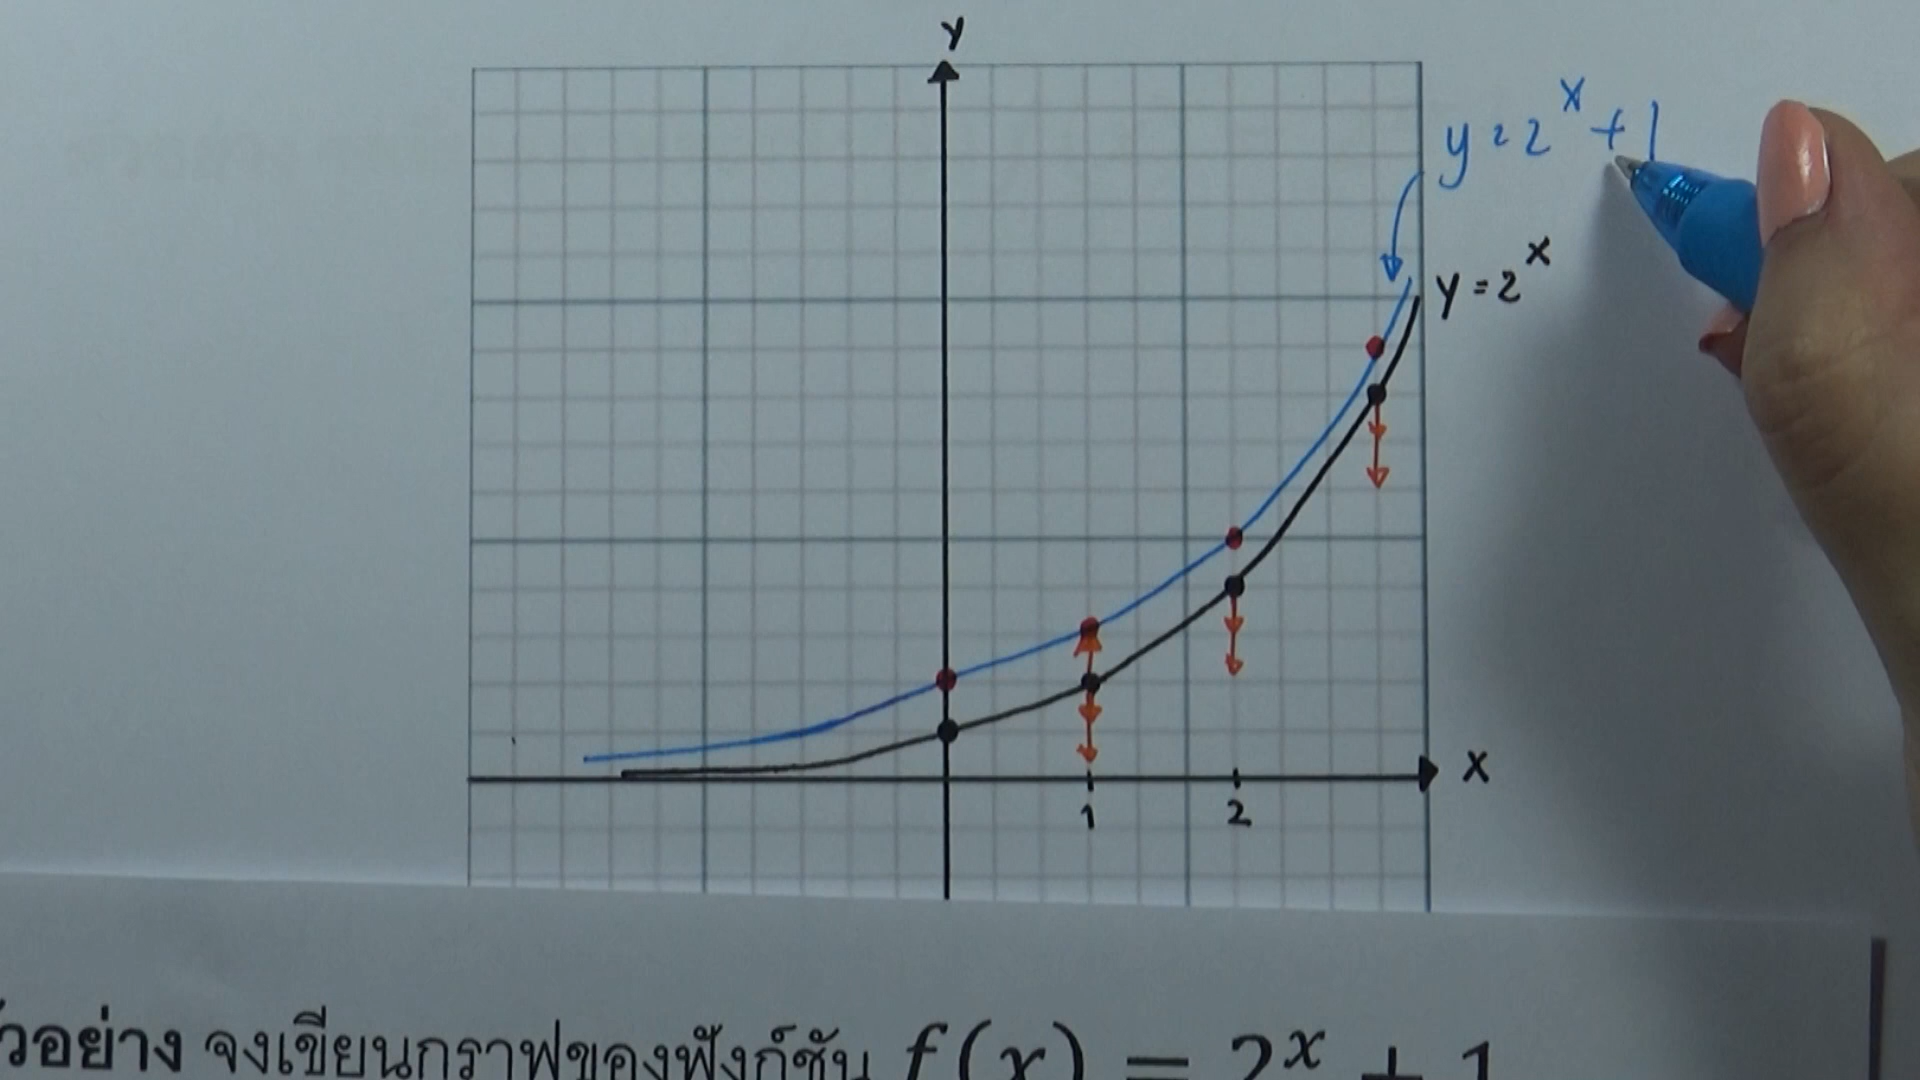 y
y = 2^x + 1
y = 2^x
x
1 2
ตัวอย่าง จงเขียนกราฟของฟังก์ชัน f(x) = 2^x + 1